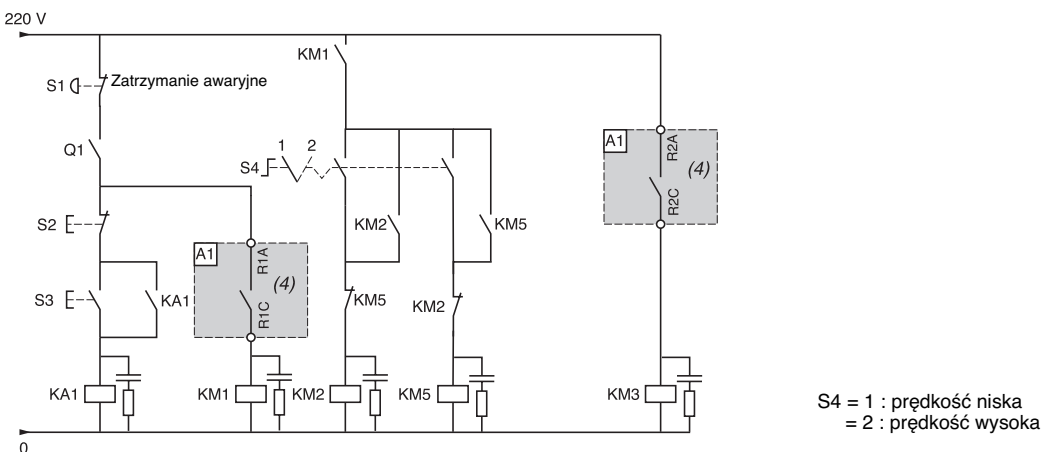 220 V
KM1
S1
Zatrzymanie awaryjne
Q1
1 2
S4
A1
R2A
(4)
R2C
S2
KM2
KM5
A1
R1A
(4)
R1C
S3
KA1
KM5
KM2
KA1
KM1
KM2
KM5
KM3
S4 = 1 : prędkość niska
= 2 : prędkość wysoka
0